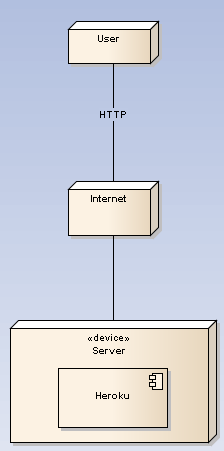 User
HTTP
Internet
«device»
Server
Heroku